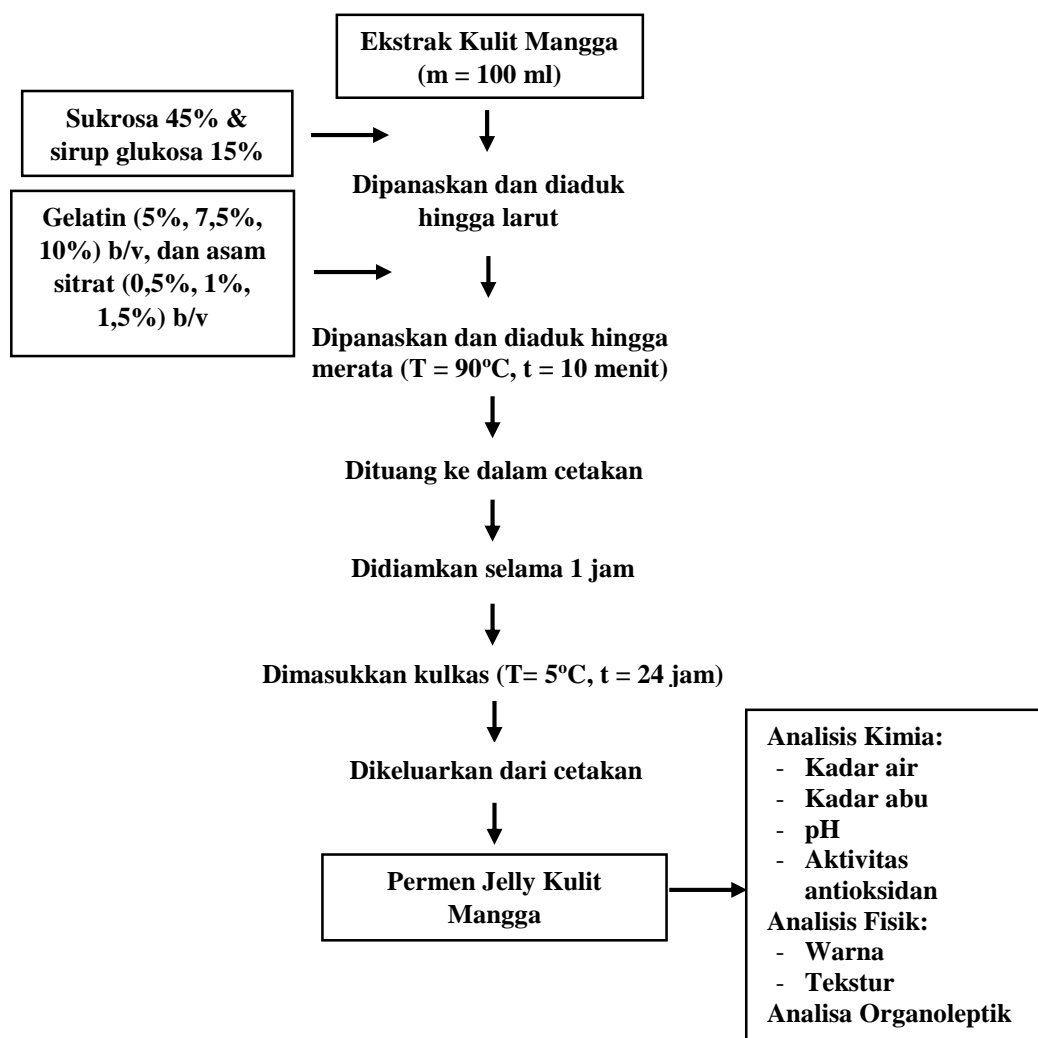 Ekstrak Kulit Mangga
(m = 100 ml)
Sukrosa 45% &
sirup glukosa 15%
Dipanaskan dan diaduk
hingga larut
Gelatin (5%, 7,5%,
10%) b/v, dan asam
sitrat (0,5%, 1%,
1,5%) b/v
Dipanaskan dan diaduk hingga
merata (T = 90ºC, t = 10 menit)
Dituang ke dalam cetakan
Didiamkan selama 1 jam
Dimasukkan kulkas (T= 5ºC, t = 24 jam)
Dikeluarkan dari cetakan
Permen Jelly Kulit
Mangga
Analisis Kimia:
- Kadar air
- Kadar abu
- pH
- Aktivitas
antioksidan
Analisis Fisik:
- Warna
- Tekstur
Analisa Organoleptik